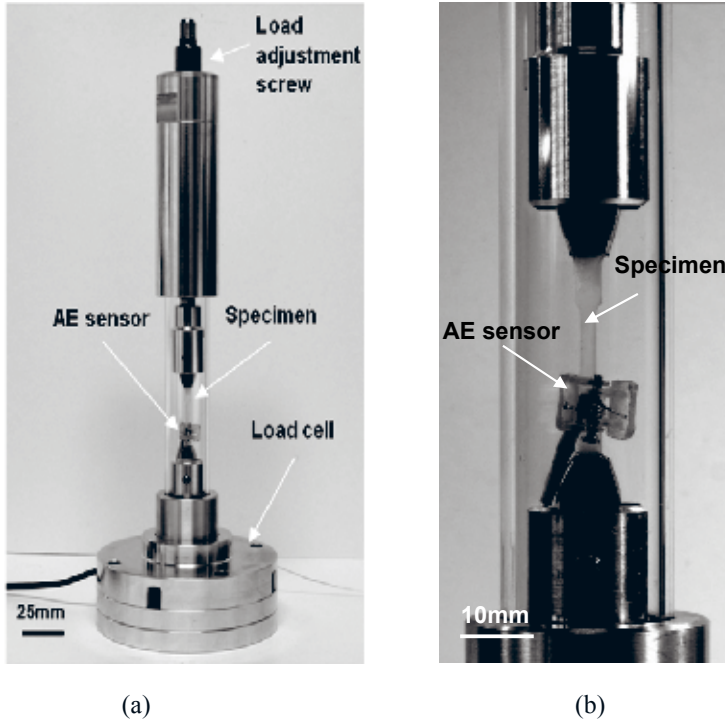 Load
adjustment
screw
AE sensor
Specimen
Load cell
25mm
(a)
Specimen
AE sensor
10mm
(b)